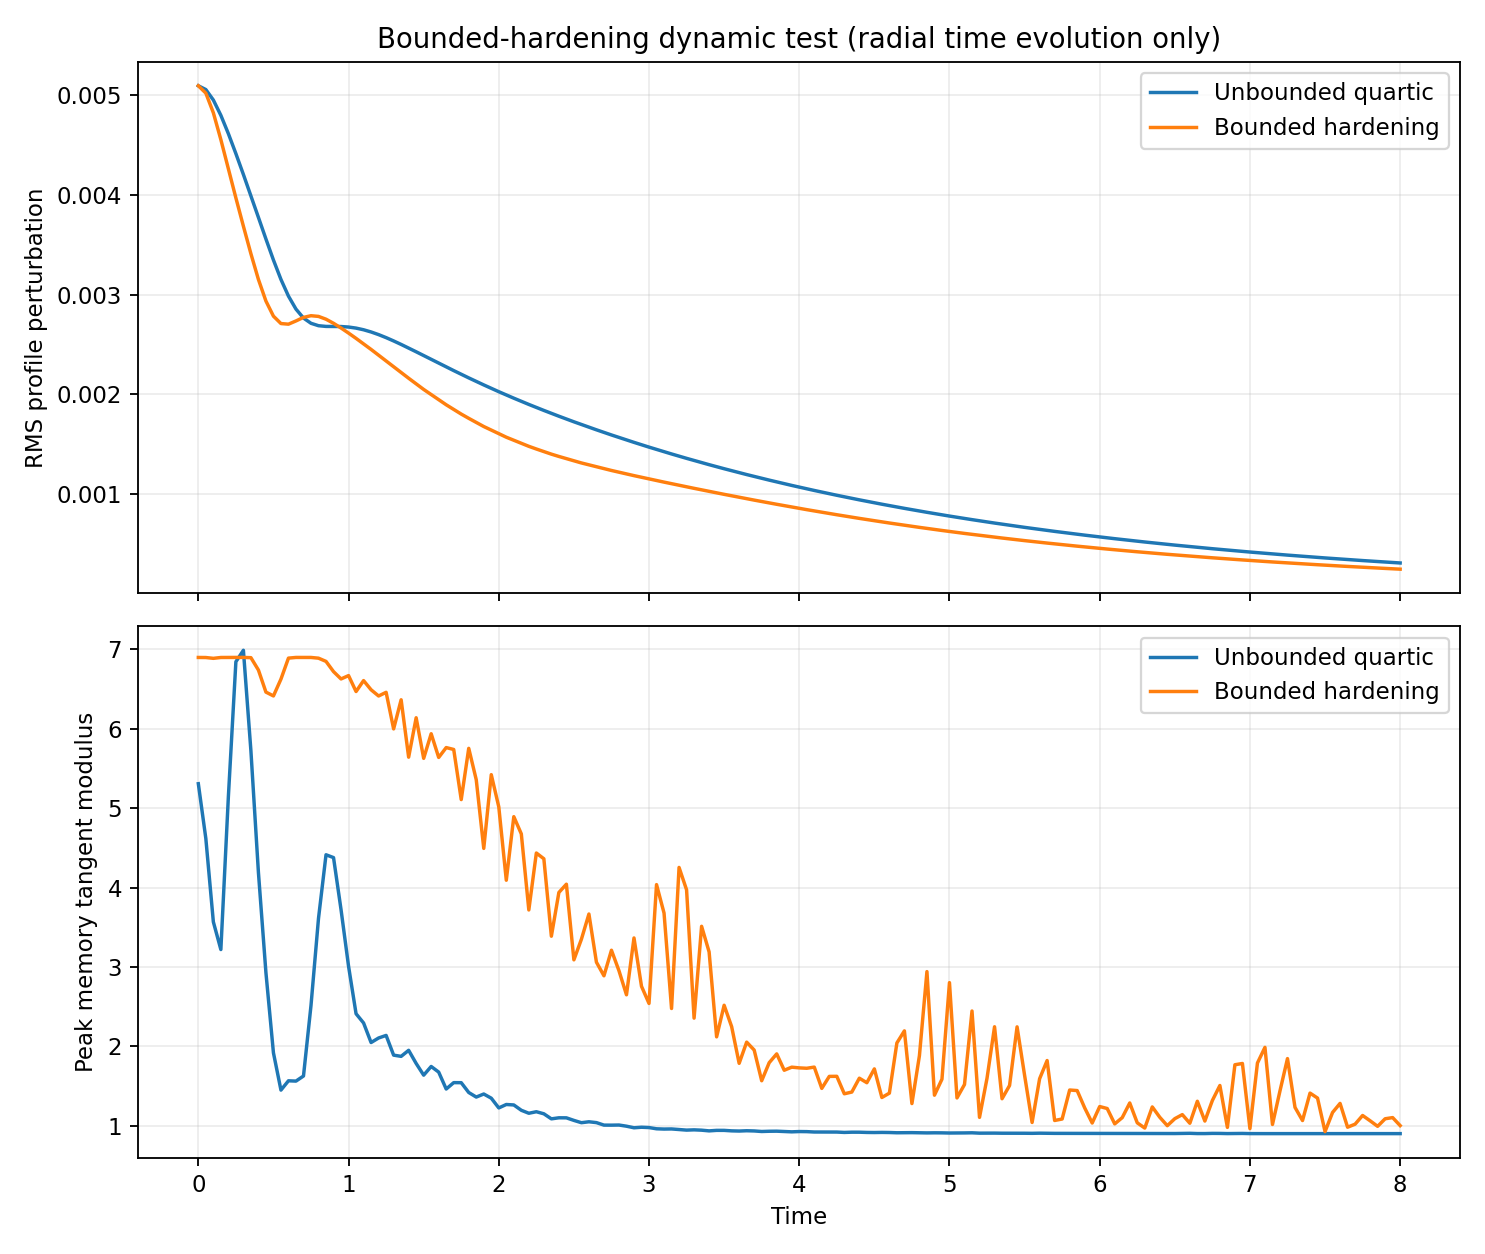 Bounded-hardening dynamic test (radial time evolution only)
Unbounded quartic
Bounded hardening
RMS profile perturbation
0.005
0.004
0.003
0.002
0.001
Unbounded quartic
Bounded hardening
Peak memory tangent modulus
7
6
5
4
3
2
1
0 1 2 3 4 5 6 7 8
Time